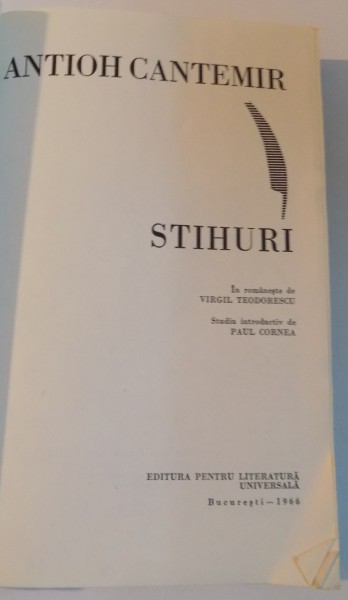 ANTIOH CANTEMIR
STIHURI
În românește de
VIRGIL TEODORESCU
Studiu introductiv de
PAUL CORNEA
EDITURA PENTRU LITERATURĂ
UNIVERSALĂ
București — 1966